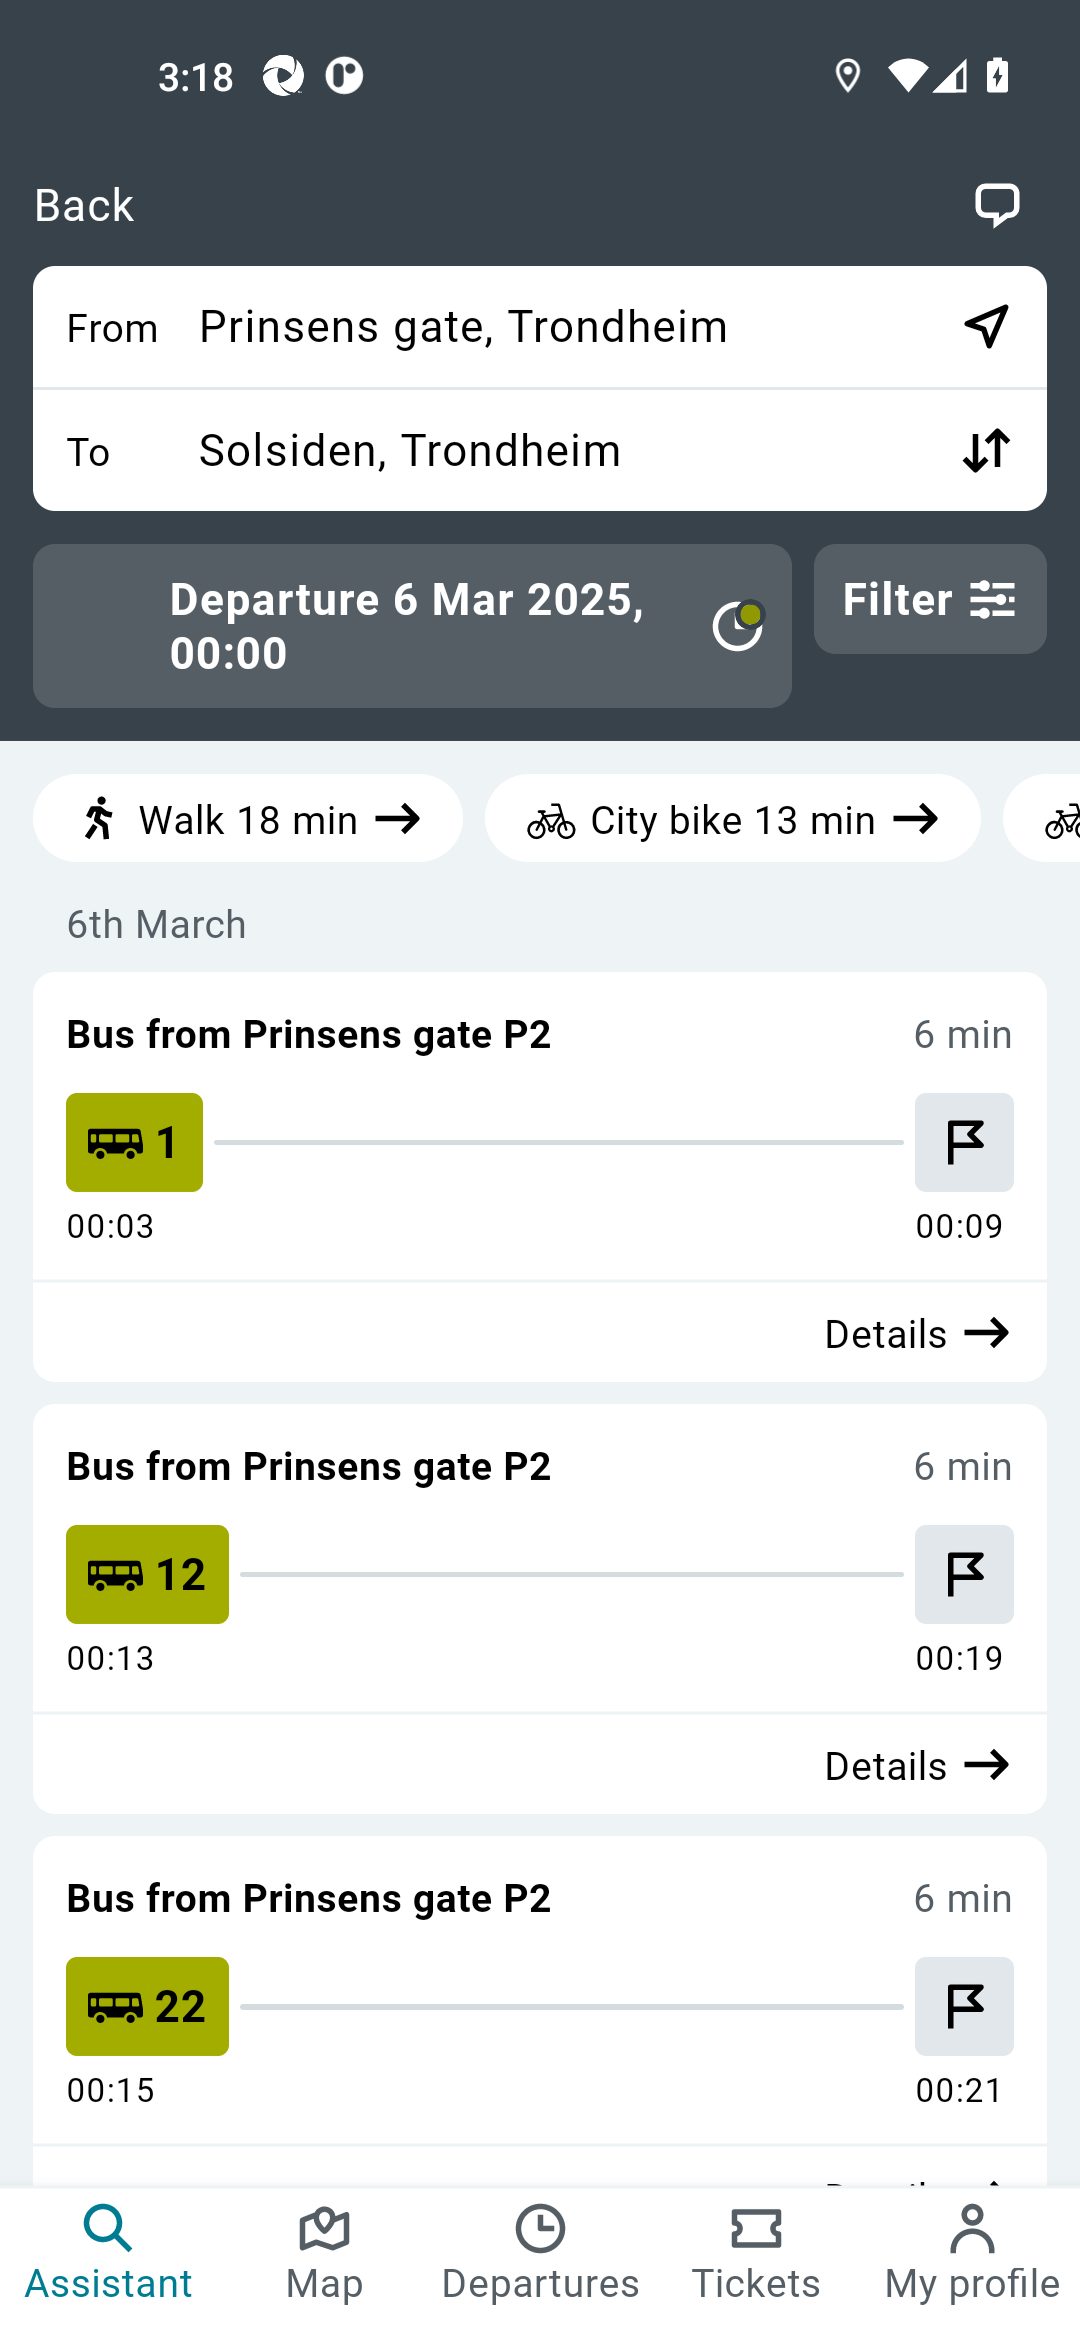 3:18
Back
From Prinsens gate, Trondheim
To Solsiden, Trondheim
Departure 6 Mar 2025,
00:00
Filter
Walk 18 min
City bike 13 min
6th March
Bus from Prinsens gate P2 6 min
1
00:03 00:09
Details
Bus from Prinsens gate P2 6 min
12
00:13 00:19
Details
Bus from Prinsens gate P2 6 min
22
00:15 00:21
Assistant Map Departures Tickets My profile